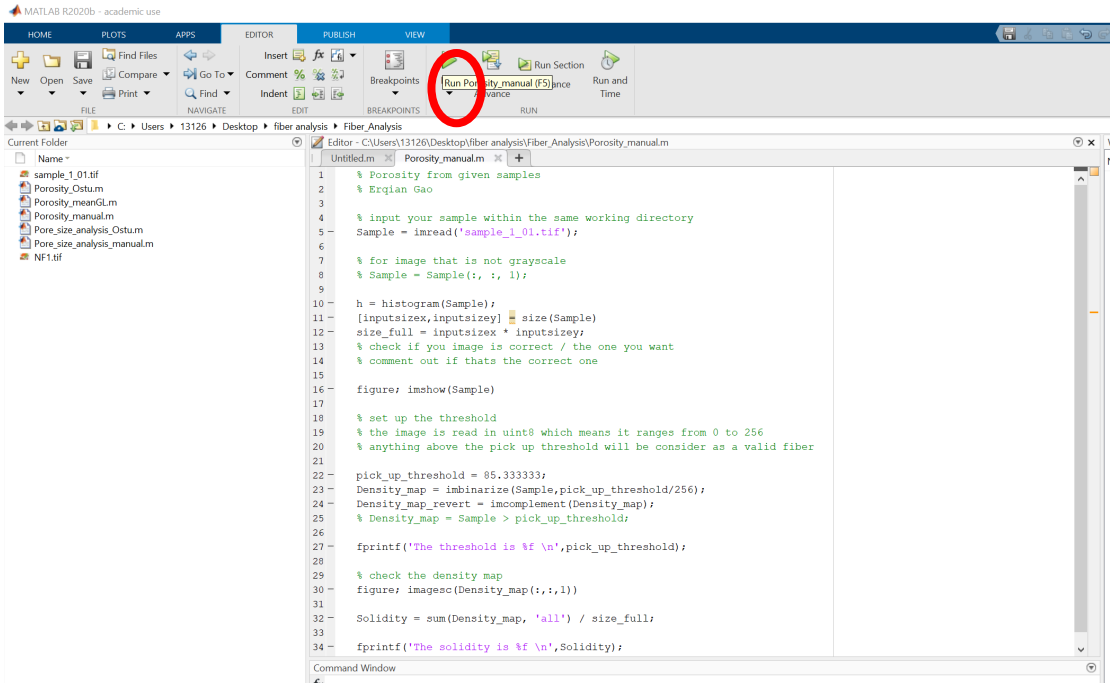 MATLAB R2020b - academic use
HOME PLOTS APPS EDITOR PUBLISH VIEW
Find Files Insert fx
New Open Save Compare Go To Comment % Breakpoints Run Section Run and Time
Print Find Indent Run Porosity_manual (F5) Advance
FILE NAVIGATE EDIT BREAKPOINTS RUN
C: Users 13126 Desktop fiber analysis Fiber_Analysis
Current Folder
Name
sample_1_01.tif
Porosity_Ostu.m
Porosity_meanGL.m
Porosity_manual.m
Pore_size_analysis_Ostu.m
Pore_size_analysis_manual.m
NF1.tif
Editor - C:\Users\13126\Desktop\fiber analysis\Fiber_Analysis\Porosity_manual.m
Untitled.m Porosity_manual.m +
1 % Porosity from given samples
2 % Erqian Gao
3
4 % input your sample within the same working directory
5 - Sample = imread('sample_1_01.tif');
6
7 % for image that is not grayscale
8 % Sample = Sample(:, :, 1);
9
10 - h = histogram(Sample);
11 - [inputsizex,inputsizey] = size(Sample)
12 - size_full = inputsizex * inputsizey;
13 % check if you image is correct / the one you want
14 % comment out if thats the correct one
15
16 - figure; imshow(Sample)
17
18 % set up the threshold
19 % the image is read in uint8 which means it ranges from 0 to 256
20 % anything above the pick up threshold will be consider as a valid fiber
21
22 - pick_up_threshold = 85.333333;
23 - Density_map = imbinarize(Sample,pick_up_threshold/256);
24 - Density_map_revert = imcomplement(Density_map);
25 % Density_map = Sample > pick_up_threshold;
26
27 - fprintf('The threshold is %f \n',pick_up_threshold);
28
29 % check the density map
30 - figure; imagesc(Density_map(:,:,1))
31
32 - Solidity = sum(Density_map, 'all') / size_full;
33
34 - fprintf('The solidity is %f \n',Solidity);
Command Window